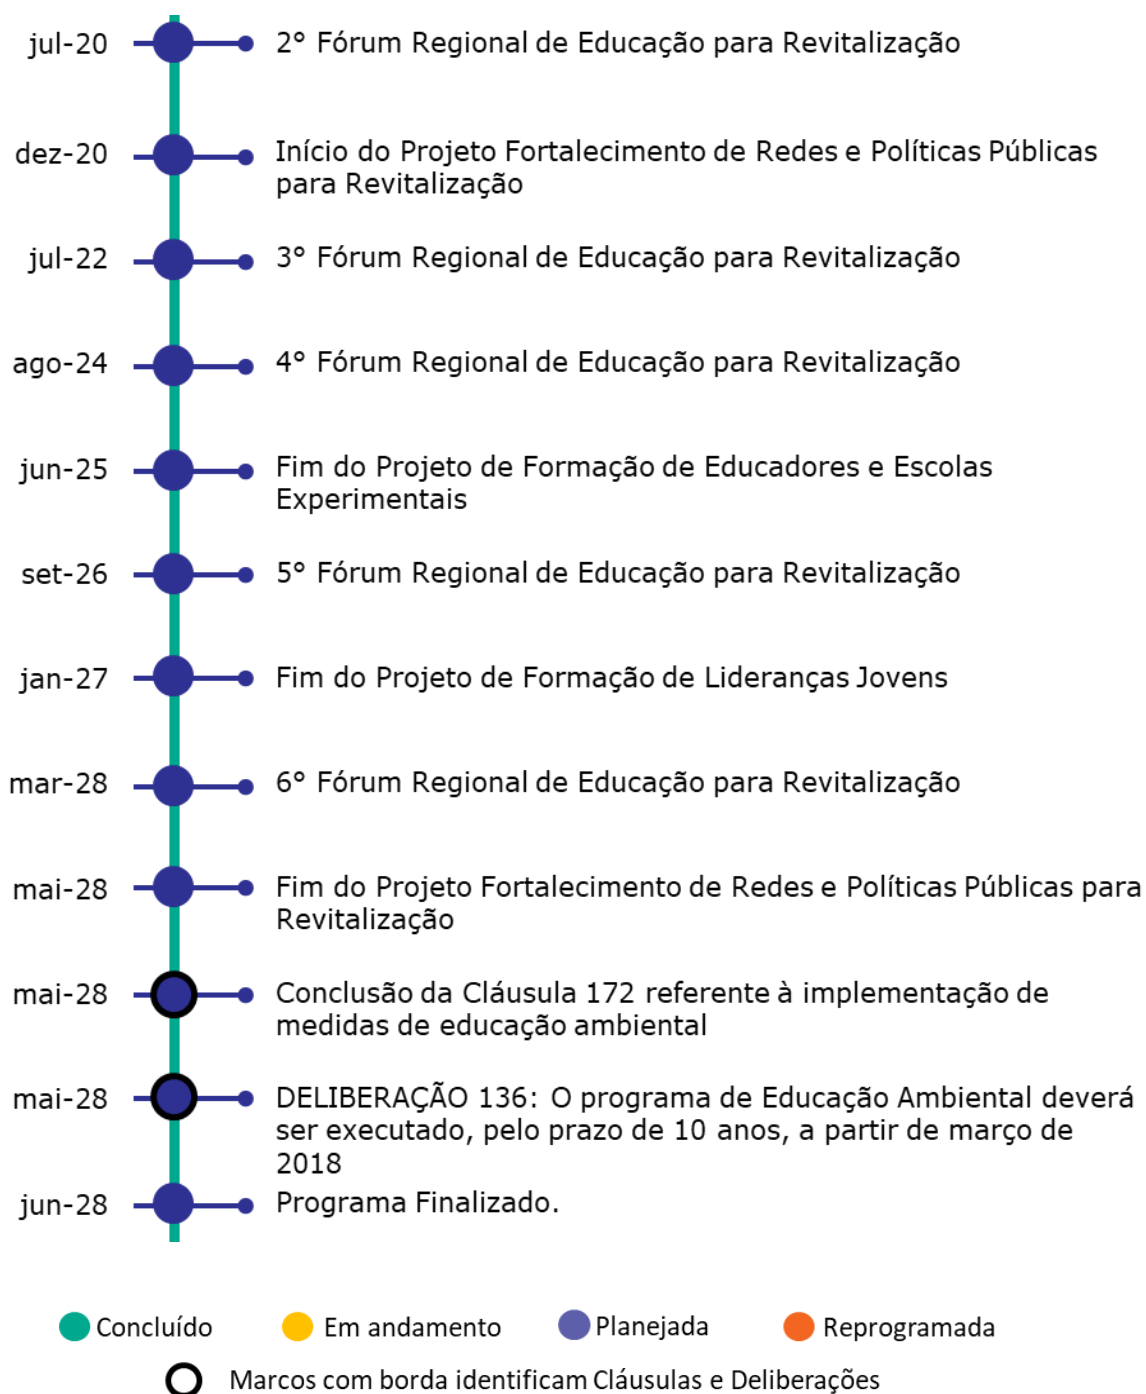 jul-20 2° Fórum Regional de Educação para Revitalização
dez-20 Início do Projeto Fortalecimento de Redes e Políticas Públicas
para Revitalização
jul-22 3° Fórum Regional de Educação para Revitalização
ago-24 4° Fórum Regional de Educação para Revitalização
jun-25 Fim do Projeto de Formação de Educadores e Escolas
Experimentais
set-26 5° Fórum Regional de Educação para Revitalização
jan-27 Fim do Projeto de Formação de Lideranças Jovens
mar-28 6° Fórum Regional de Educação para Revitalização
mai-28 Fim do Projeto Fortalecimento de Redes e Políticas Públicas para
Revitalização
mai-28 Conclusão da Cláusula 172 referente à implementação de
medidas de educação ambiental
mai-28 DELIBERAÇÃO 136: O programa de Educação Ambiental deverá
ser executado, pelo prazo de 10 anos, a partir de março de
2018
jun-28 Programa Finalizado.
Concluído Em andamento Planejada Reprogramada
Marcos com borda identificam Cláusulas e Deliberações